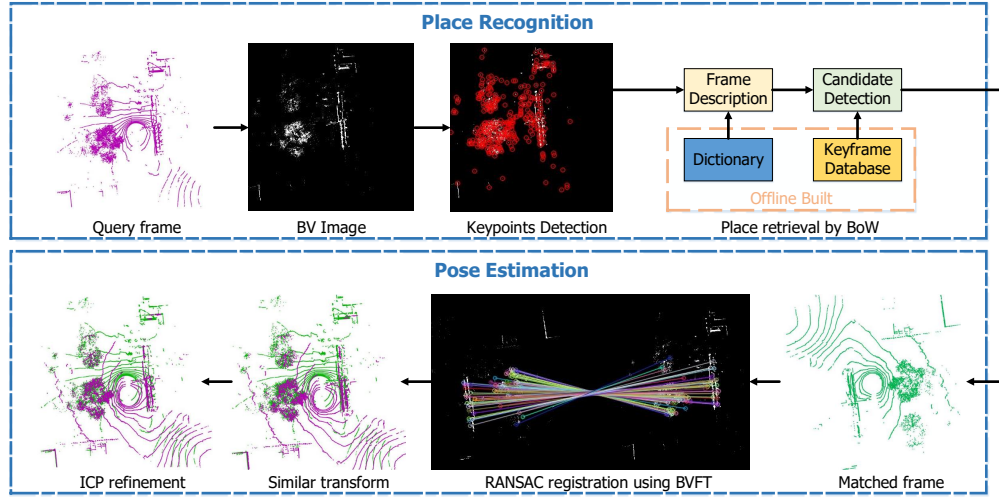 Place Recognition
Frame
Description
Candidate
Detection
Dictionary
Keyframe
Database
Offline Built
Query frame
BV Image
Keypoints Detection
Place retrieval by BoW
Pose Estimation
ICP refinement
Similar transform
RANSAC registration using BVFT
Matched frame